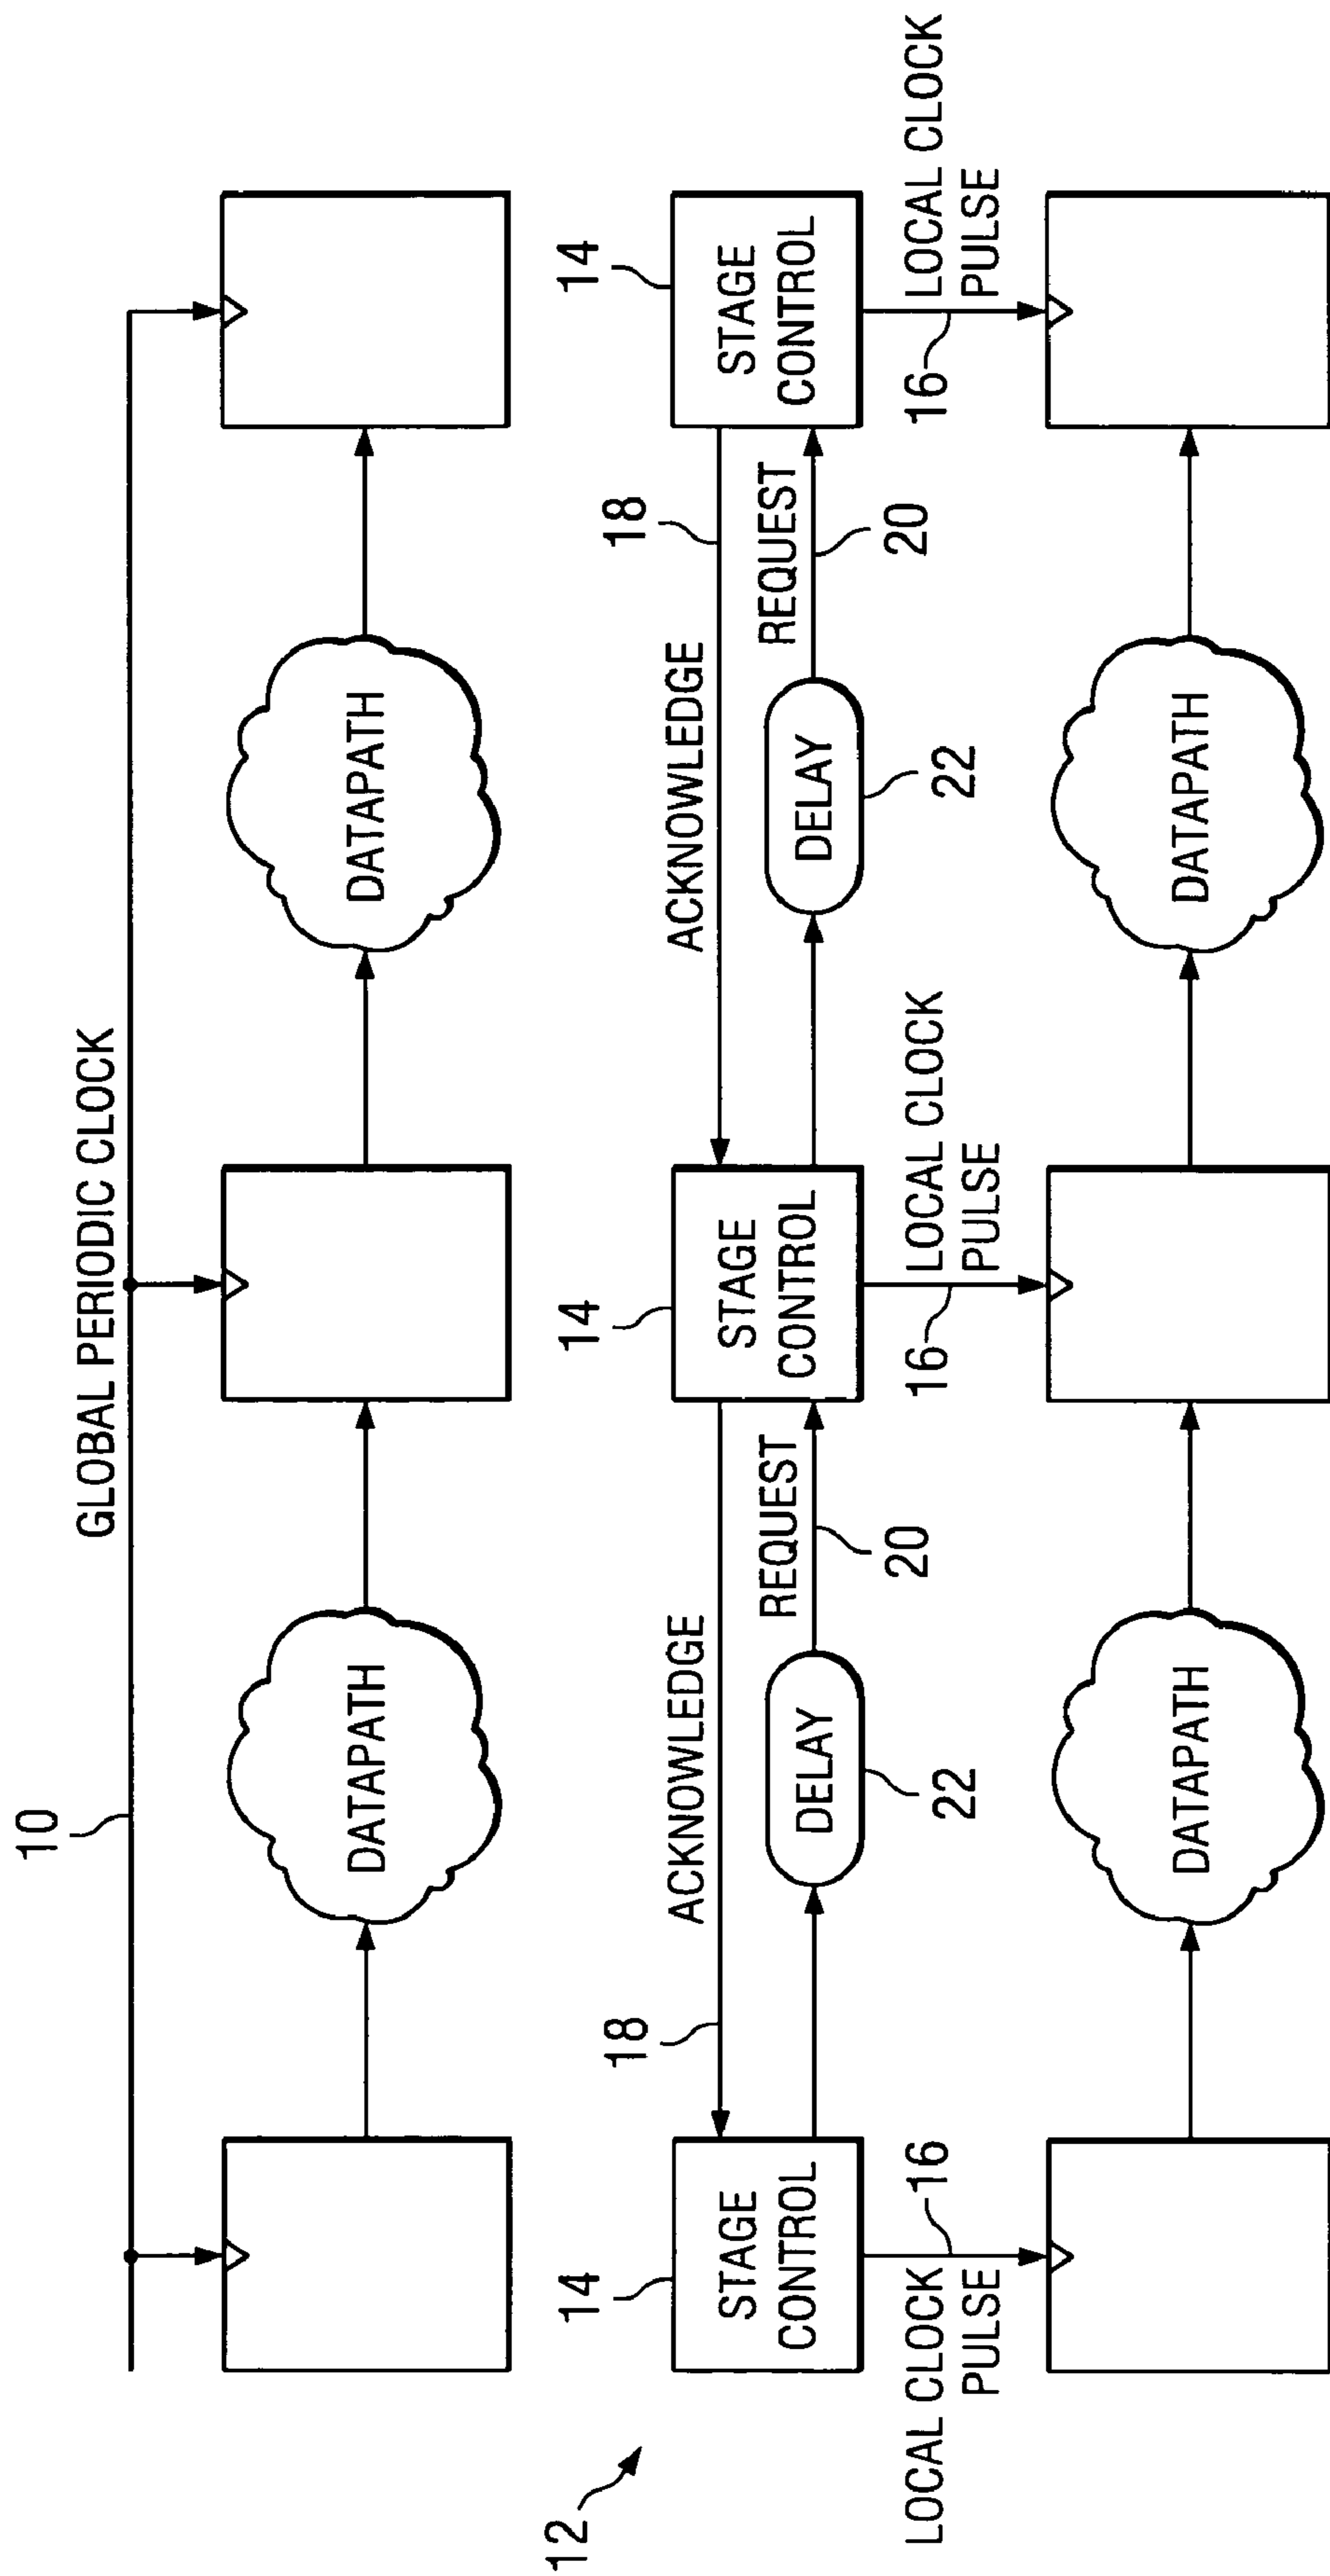 10
GLOBAL PERIODIC CLOCK
DATAPATH
DATAPATH
12
14
14
14
18
18
STAGE
CONTROL
ACKNOWLEDGE
STAGE
CONTROL
ACKNOWLEDGE
STAGE
CONTROL
DELAY
REQUEST
DELAY
REQUEST
22
20
22
20
LOCAL CLOCK
PULSE
16
16
LOCAL CLOCK
PULSE
16
LOCAL CLOCK
PULSE
DATAPATH
DATAPATH